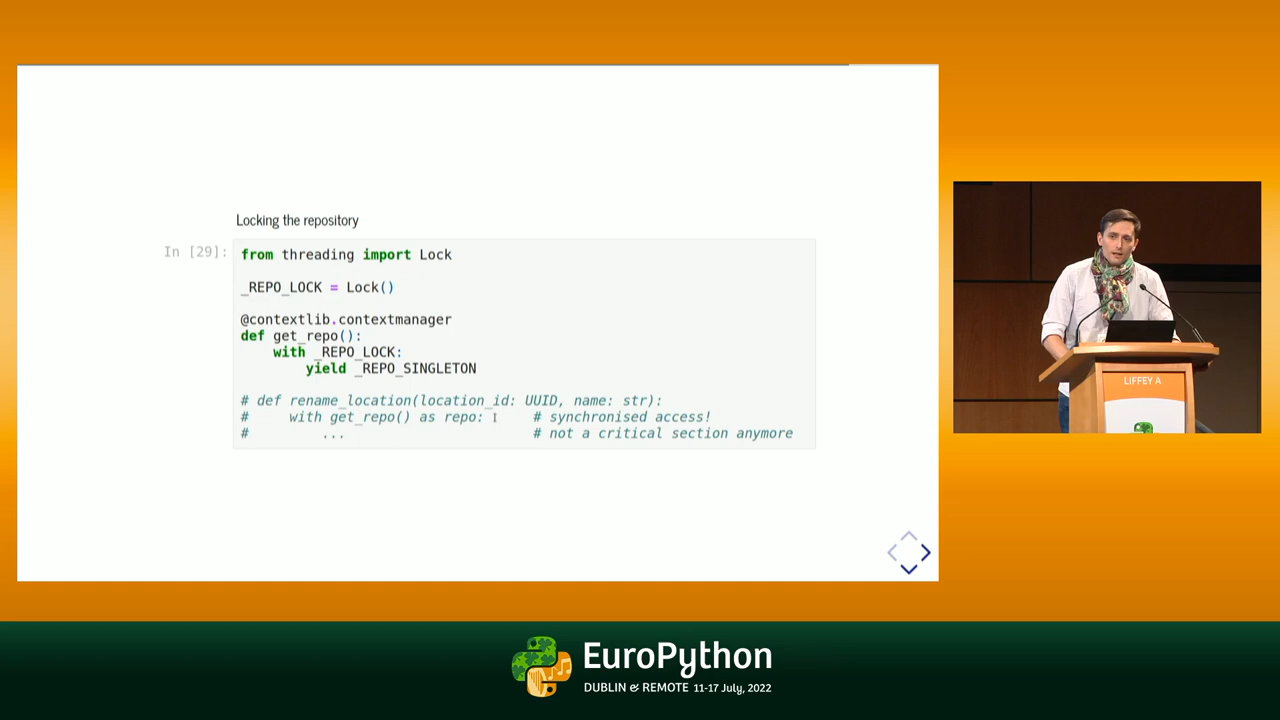 Locking the repository
In [29]:
from threading import Lock
_REPO_LOCK = Lock()
@contextlib.contextmanager
def get_repo():
    with _REPO_LOCK:
        yield _REPO_SINGLETON
# def rename_location(location_id: UUID, name: str):
#     with get_repo() as repo:      # synchronised access!
#         ...                       # not a critical section anymore
LIFFEY A
EuroPython
DUBLIN & REMOTE 11-17 July, 2022